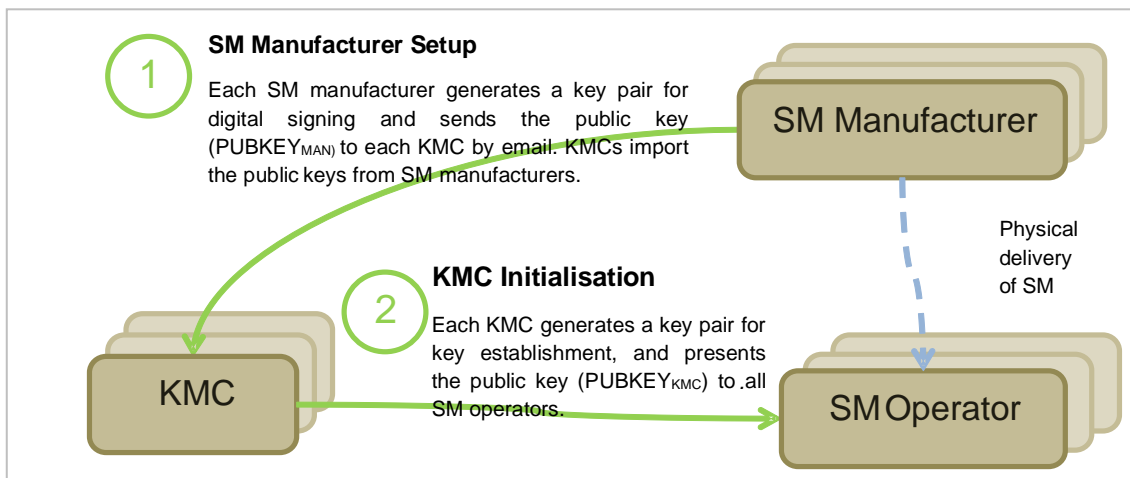 SM Manufacturer Setup
1
Each SM manufacturer generates a key pair for
digital signing and sends the public key
(PUBKEYMAN) to each KMC by email. KMCs import
the public keys from SM manufacturers.
SM Manufacturer
Physical
delivery
of SM
KMC Initialisation
2
Each KMC generates a key pair for
key establishment, and presents
the public key (PUBKEYKMC) to all
SM operators.
KMC
SM Operator